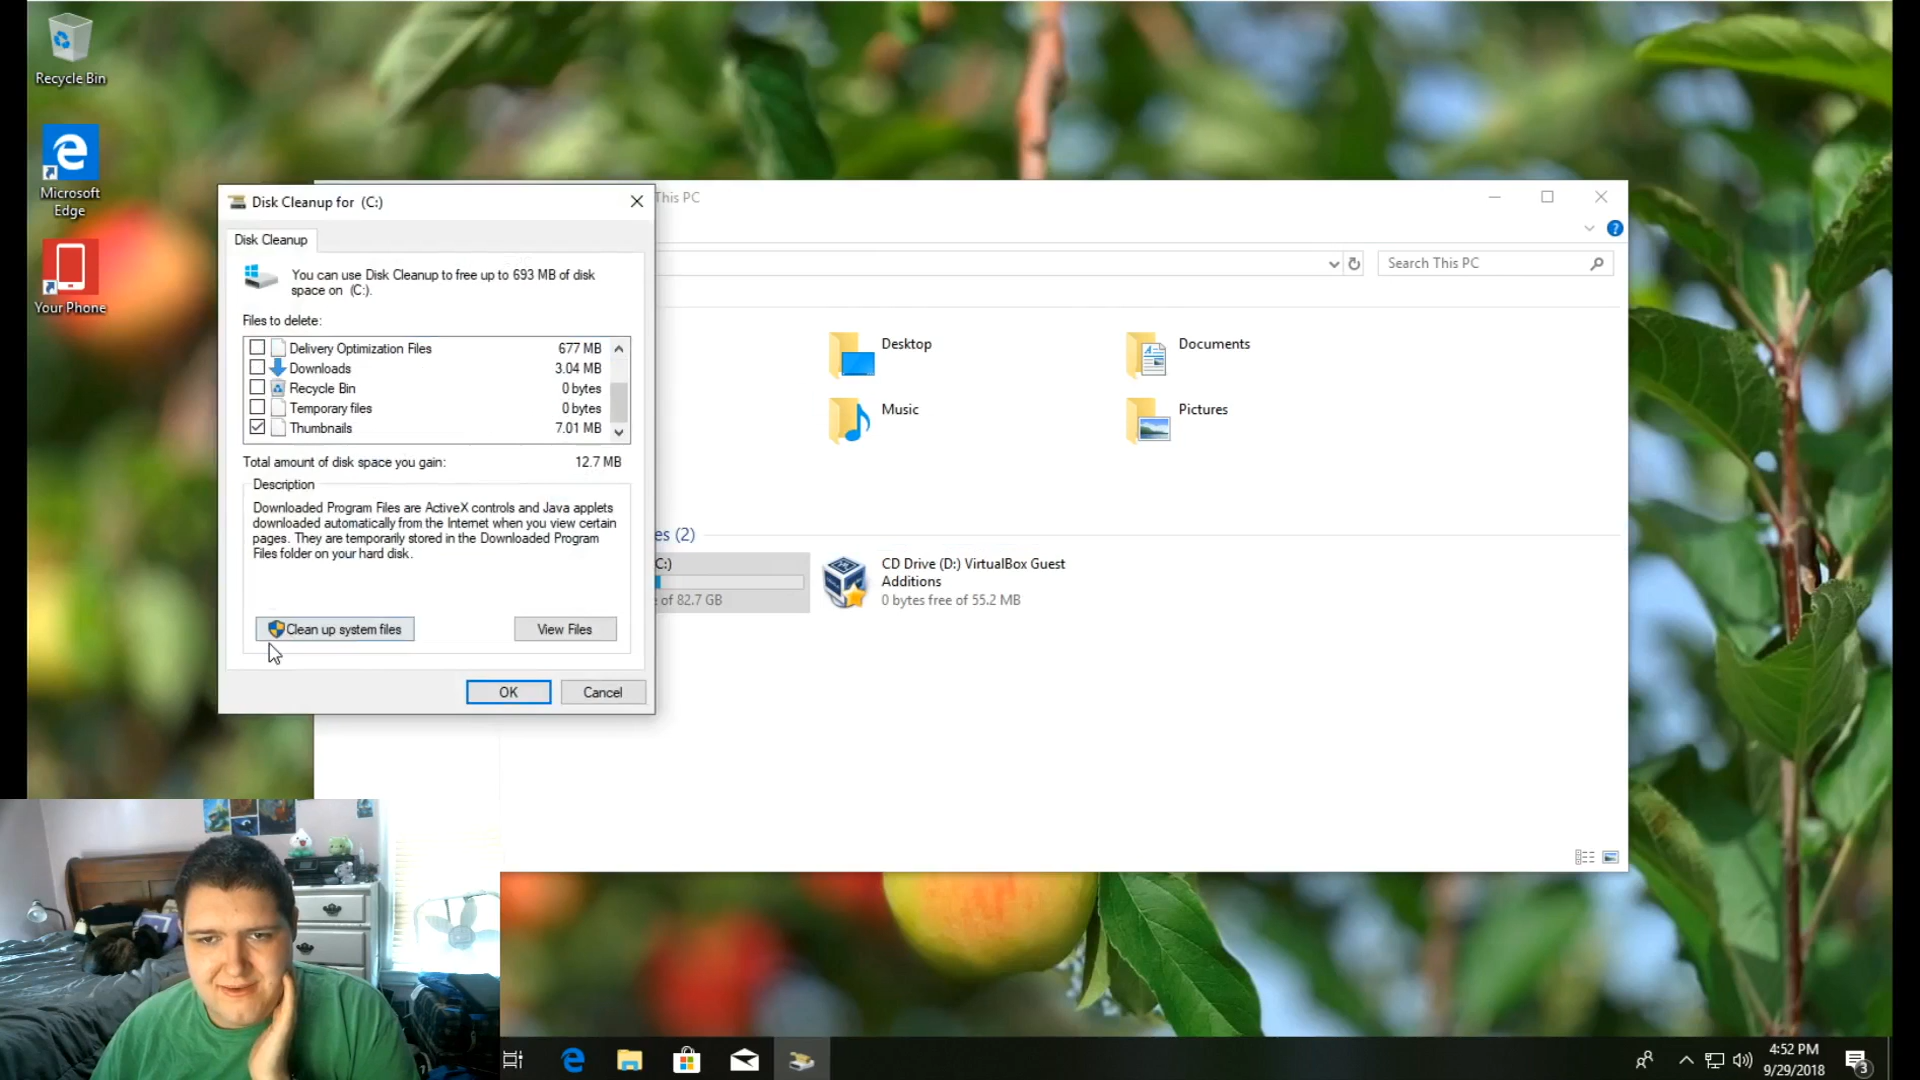 Recycle Bin
Microsoft
Edge
Your Phone
Disk Cleanup for (C:)
Disk Cleanup
You can use Disk Cleanup to free up to 693 MB of disk
space on (C:).
Files to delete:
Delivery Optimization Files 677 MB
Downloads 3.04 MB
Recycle Bin 0 bytes
Temporary files 0 bytes
Thumbnails 7.01 MB
Total amount of disk space you gain: 12.7 MB
Description
Downloaded Program Files are ActiveX controls and Java applets
downloaded automatically from the Internet when you view certain
pages. They are temporarily stored in the Downloaded Program
Files folder on your hard disk.
Clean up system files
View Files
OK
Cancel
This PC
Search This PC
Desktop
Documents
Music
Pictures
es (2)
C:)
of 82.7 GB
CD Drive (D:) VirtualBox Guest
Additions
0 bytes free of 55.2 MB
4:52 PM
9/29/2018
3